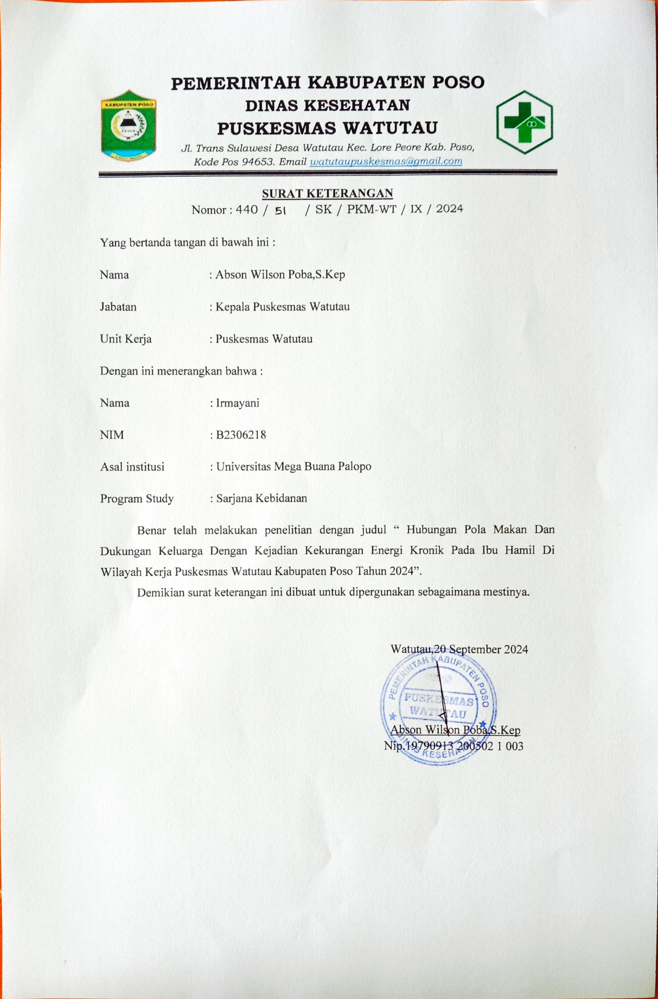 PEMERINTAH KABUPATEN POSO
DINAS KESEHATAN
PUSKESMAS WATUTAU
Jl. Trans Sulawesi Desa Watutau Kec. Lore Peore Kab. Poso,
Kode Pos 94653. Email watutaupuskesmas@gmail.com
KABUPATEN POSO
SURAT KETERANGAN
Nomor : 440 / 51 / SK / PKM-WT / IX / 2024
Yang bertanda tangan di bawah ini :
Nama : Abson Wilson Poba,S.Kep
Jabatan : Kepala Puskesmas Watutau
Unit Kerja : Puskesmas Watutau
Dengan ini menerangkan bahwa :
Nama : Irmayani
NIM : B2306218
Asal institusi : Universitas Mega Buana Palopo
Program Study : Sarjana Kebidanan
Benar telah melakukan penelitian dengan judul “ Hubungan Pola Makan Dan
Dukungan Keluarga Dengan Kejadian Kekurangan Energi Kronik Pada Ibu Hamil Di
Wilayah Kerja Puskesmas Watutau Kabupaten Poso Tahun 2024”.
Demikian surat keterangan ini dibuat untuk dipergunakan sebagaimana mestinya.
Watutau,20 September 2024
PEMERINTAH KABUPATEN POSO
PUSKESMAS
WATUTAU
DINAS KESEHATAN
Abson Wilson Poba,S.Kep
Nip.19790913 200502 1 003